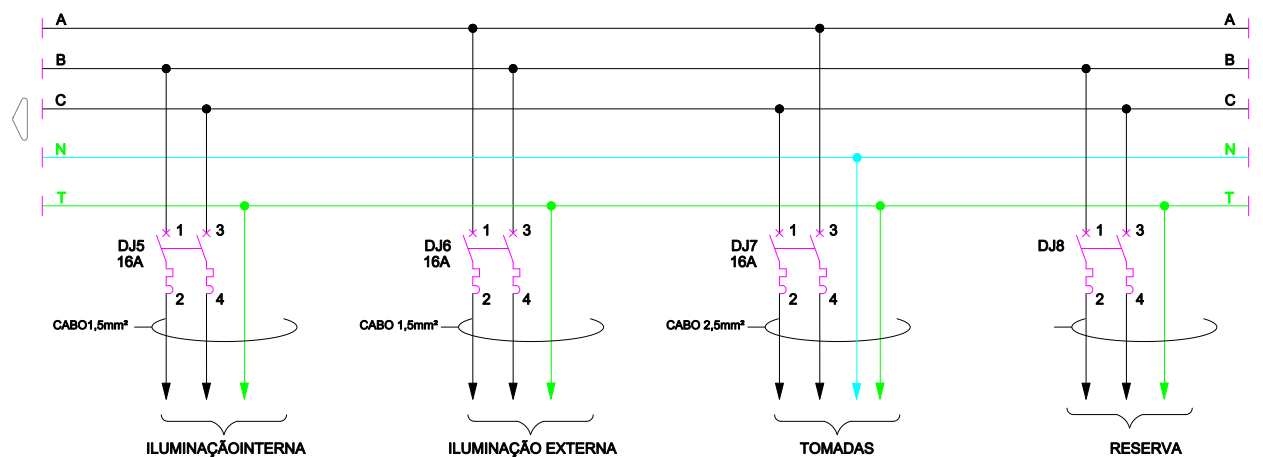 A A
B B
C C
N N
T T
DJ5 1 3
16A
2 4
CABO1,5mm²
ILUMINAÇÃOINTERNA
DJ6 1 3
16A
2 4
CABO 1,5mm²
ILUMINAÇÃO EXTERNA
DJ7 1 3
16A
2 4
CABO 2,5mm²
TOMADAS
DJ8 1 3
2 4
RESERVA